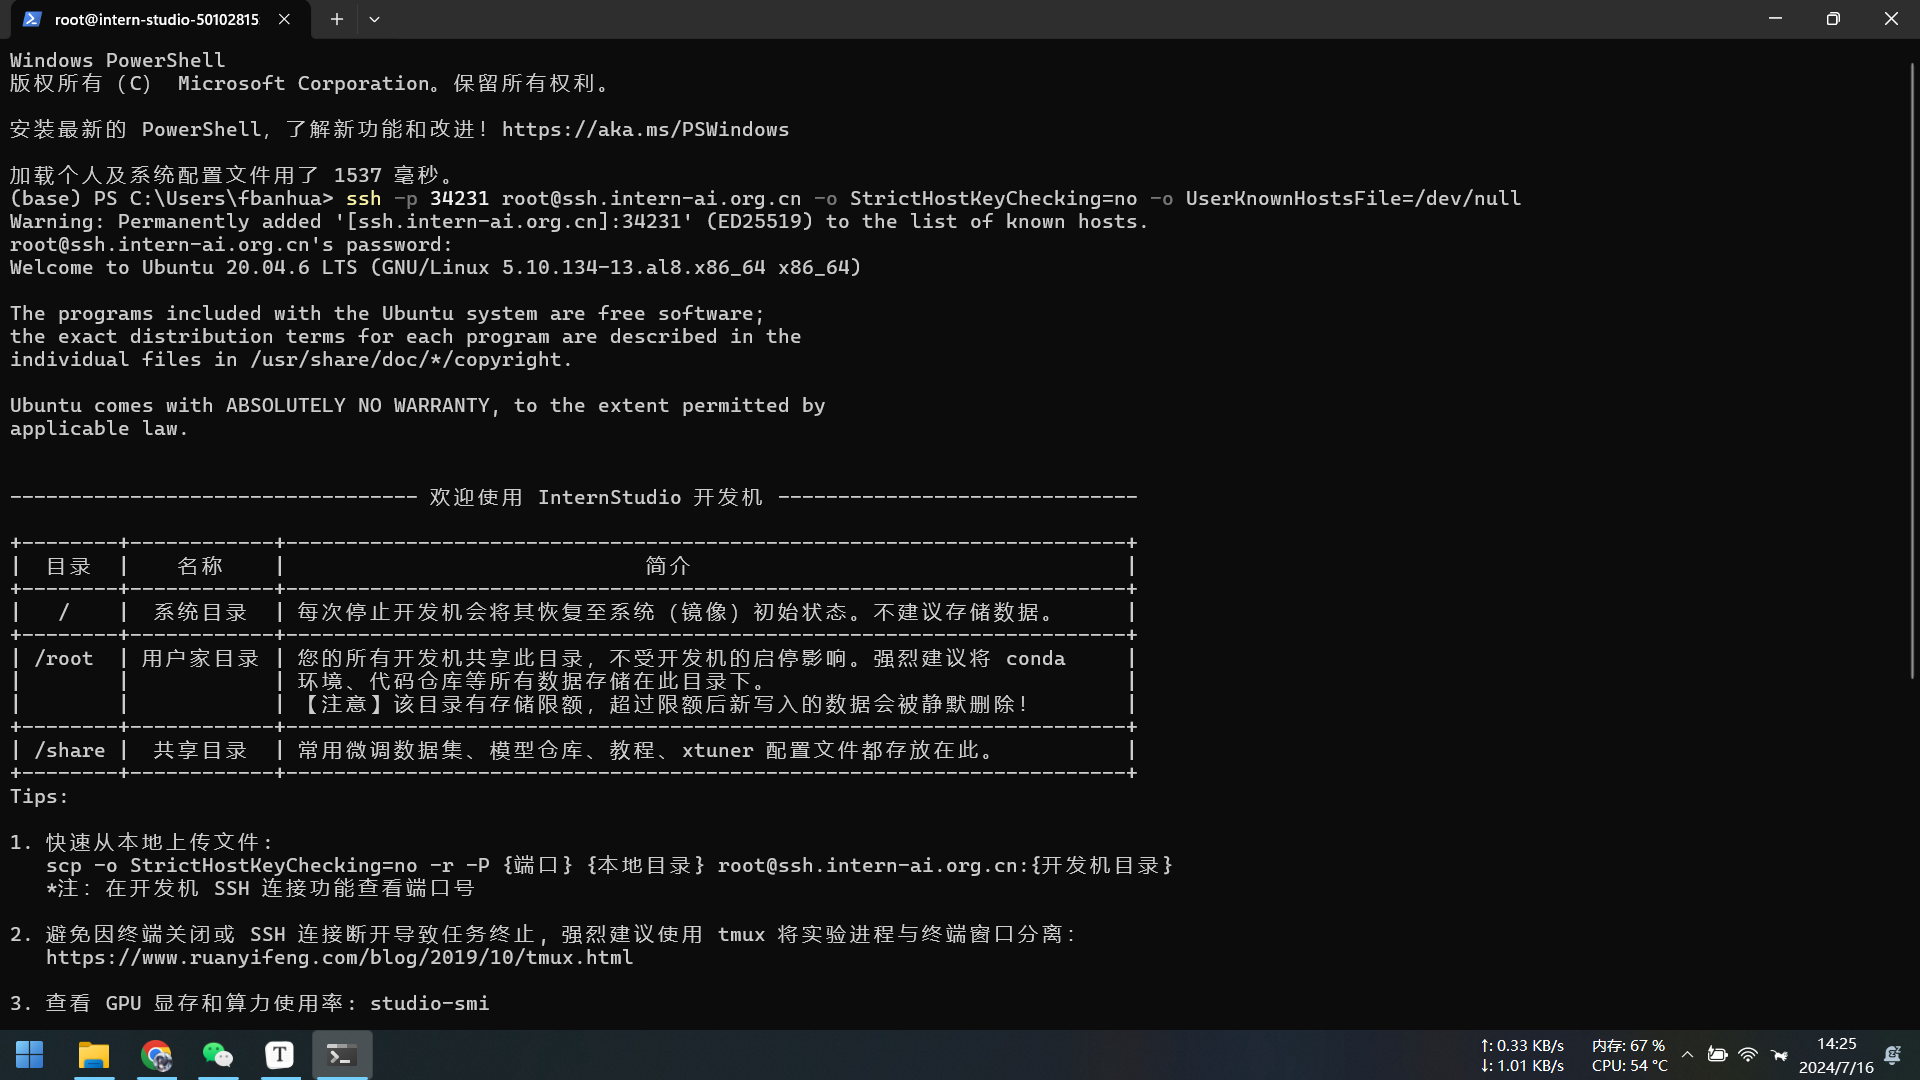 root@intern-studio-50102815
Windows PowerShell
版权所有 (C) Microsoft Corporation。保留所有权利。
安装最新的 PowerShell，了解新功能和改进！https://aka.ms/PSWindows
加载个人及系统配置文件用了 1537 毫秒。
(base) PS C:\Users\fbanhua> ssh -p 34231 root@ssh.intern-ai.org.cn -o StrictHostKeyChecking=no -o UserKnownHostsFile=/dev/null
Warning: Permanently added '[ssh.intern-ai.org.cn]:34231' (ED25519) to the list of known hosts.
root@ssh.intern-ai.org.cn's password:
Welcome to Ubuntu 20.04.6 LTS (GNU/Linux 5.10.134-13.al8.x86_64 x86_64)
The programs included with the Ubuntu system are free software;
the exact distribution terms for each program are described in the
individual files in /usr/share/doc/*/copyright.
Ubuntu comes with ABSOLUTELY NO WARRANTY, to the extent permitted by
applicable law.
---------------------------------- 欢迎使用 InternStudio 开发机 ------------------------------
+--------+------------+----------------------------------------------------------------------+
| 目录 | 名称 | 简介 |
+--------+------------+----------------------------------------------------------------------+
| / | 系统目录 | 每次停止开发机会将其恢复至系统（镜像）初始状态。不建议存储数据。 |
+--------+------------+----------------------------------------------------------------------+
| /root | 用户家目录 | 您的所有开发机共享此目录，不受开发机的启停影响。强烈建议将 conda |
| | | 环境、代码仓库等所有数据存储在此目录下。 |
| | | 【注意】该目录有存储限额，超过限额后新写入的数据会被静默删除！ |
+--------+------------+----------------------------------------------------------------------+
| /share | 共享目录 | 常用微调数据集、模型仓库、教程、xtuner 配置文件都存放在此。 |
+--------+------------+----------------------------------------------------------------------+
Tips:
1. 快速从本地上传文件：
scp -o StrictHostKeyChecking=no -r -P {端口} {本地目录} root@ssh.intern-ai.org.cn:{开发机目录}
*注：在开发机 SSH 连接功能查看端口号
2. 避免因终端关闭或 SSH 连接断开导致任务终止，强烈建议使用 tmux 将实验进程与终端窗口分离：
https://www.ruanyifeng.com/blog/2019/10/tmux.html
3. 查看 GPU 显存和算力使用率：studio-smi
↑: 0.33 KB/s 内存: 67 % 14:25
↓: 1.01 KB/s CPU: 54 °C 2024/7/16